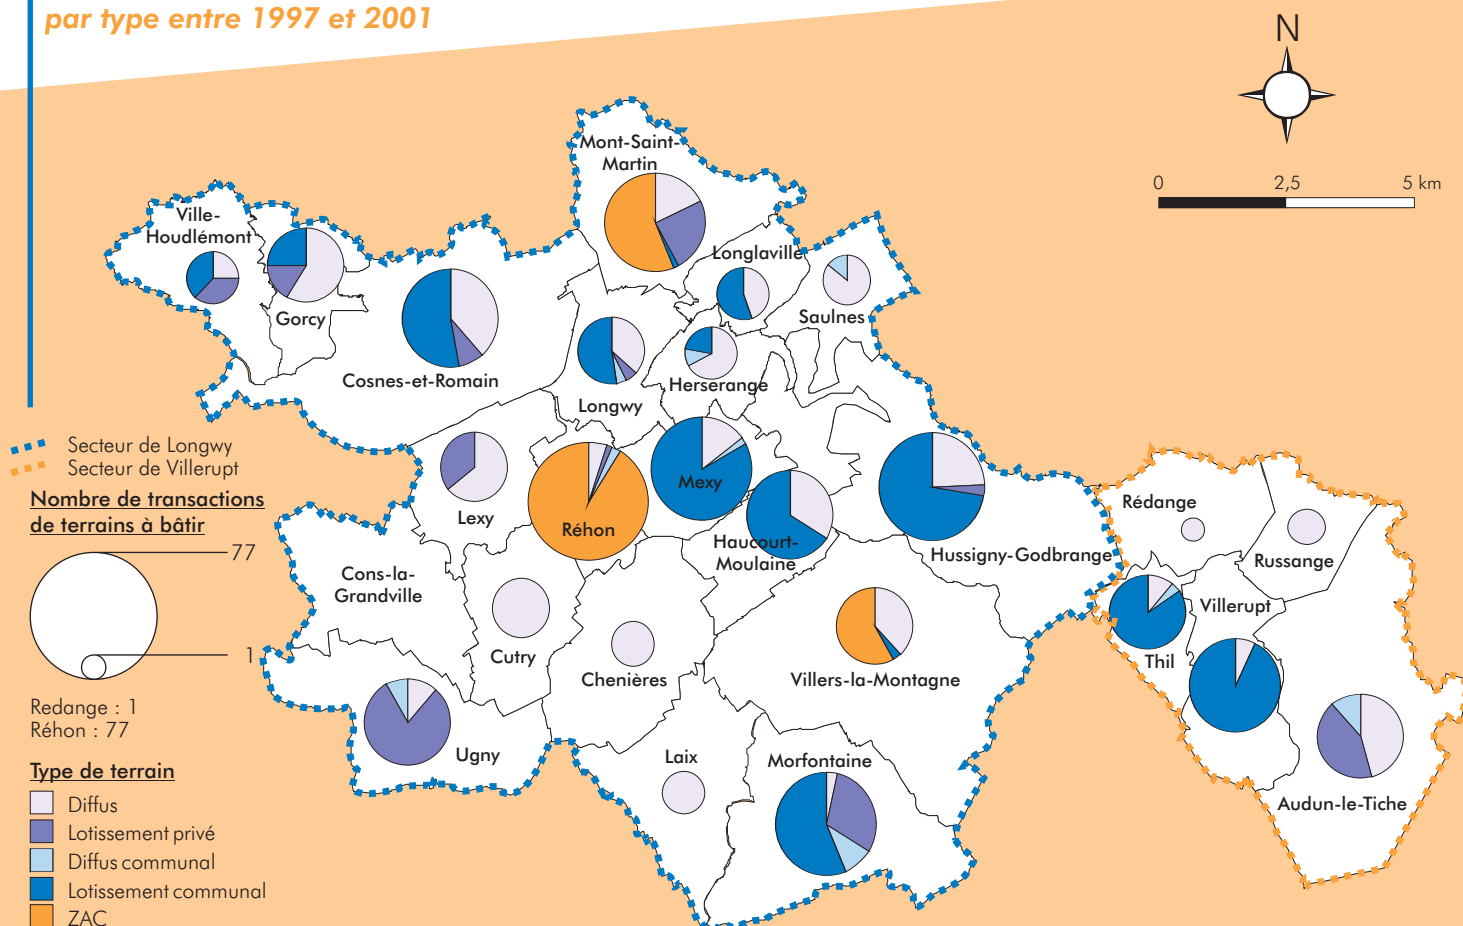 par type entre 1997 et 2001
N
0 2,5 5 km
Mont-Saint-
Martin
Ville-
Houdlémont
Longlaville
Gorcy
Saulnes
Cosnes-et-Romain
Herserange
Longwy
Secteur de Longwy
Secteur de Villerupt
Nombre de transactions
de terrains à bâtir
77
1
Redange : 1
Réhon : 77
Type de terrain
Diffus
Lotissement privé
Diffus communal
Lotissement communal
ZAC
Mexy
Rédange
Lexy
Réhon
Haucourt-
Moulaine
Hussigny-Godbrange
Russange
Cons-la-
Grandville
Villerupt
Cutry
Chenières
Villers-la-Montagne
Thil
Ugny
Laix
Morfontaine
Audun-le-Tiche